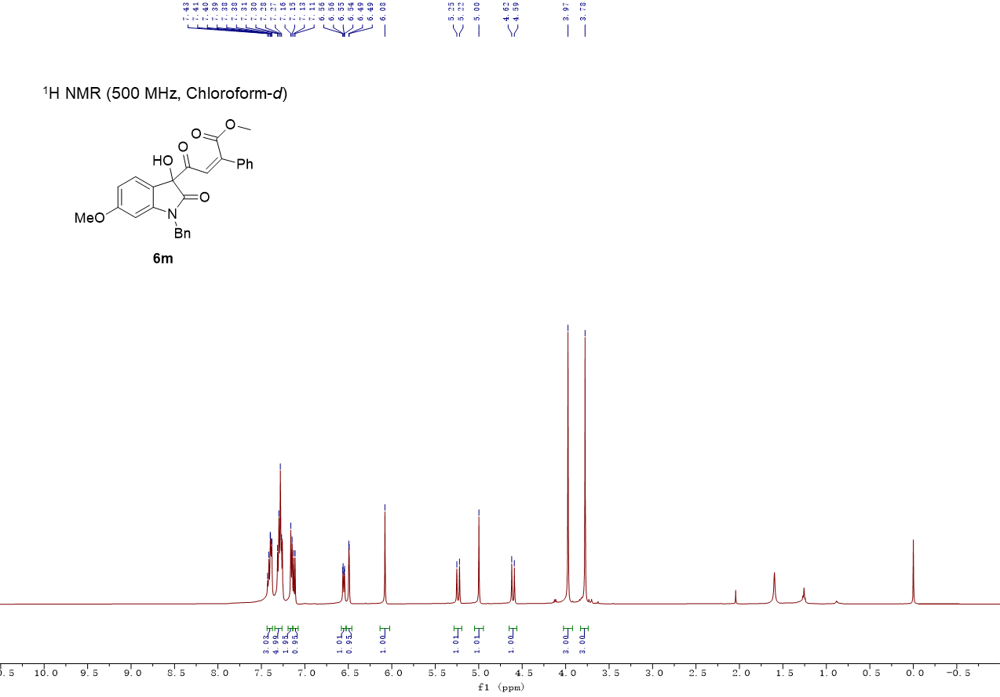 7.43 7.41 7.40 7.39 7.38 7.38 7.31 7.30 7.28 7.27 7.16 7.15 7.13 7.11 6.56 6.56 6.55 6.54 6.49 6.49 6.08 5.25 5.22 5.00 4.62 4.59 3.97 3.78
¹H NMR (500 MHz, Chloroform-d)
O
O
O
HO
Ph
O
MeO
N
Bn
6m
3.03 4.99 1.95 0.95 1.01 0.95 1.00 1.01 1.01 1.00 3.00 3.00
0.5 10.0 9.5 9.0 8.5 8.0 7.5 7.0 6.5 6.0 5.5 5.0 4.5 4.0 3.5 3.0 2.5 2.0 1.5 1.0 0.5 0.0 -0.5
f1 (ppm)